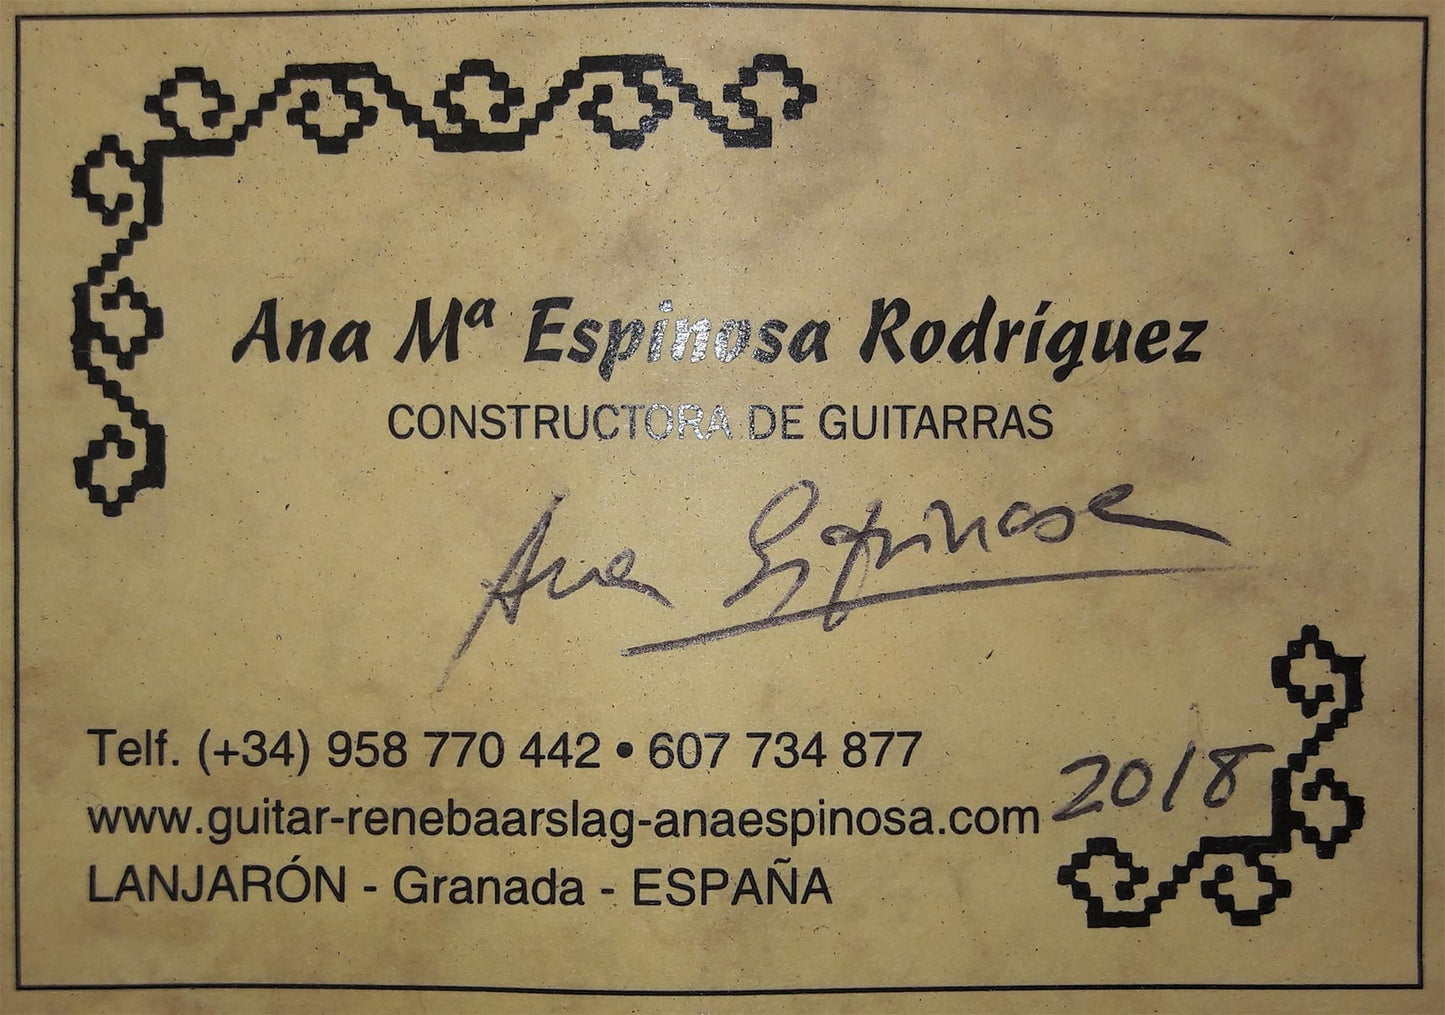 Ana Mª Espinosa Rodríguez
CONSTRUCTORA DE GUITARRAS
Ana Espinosa
Telf. (+34) 958 770 442 • 607 734 877
2018
www.guitar-renebaarslag-anaespinosa.com
LANJARÓN - Granada - ESPAÑA